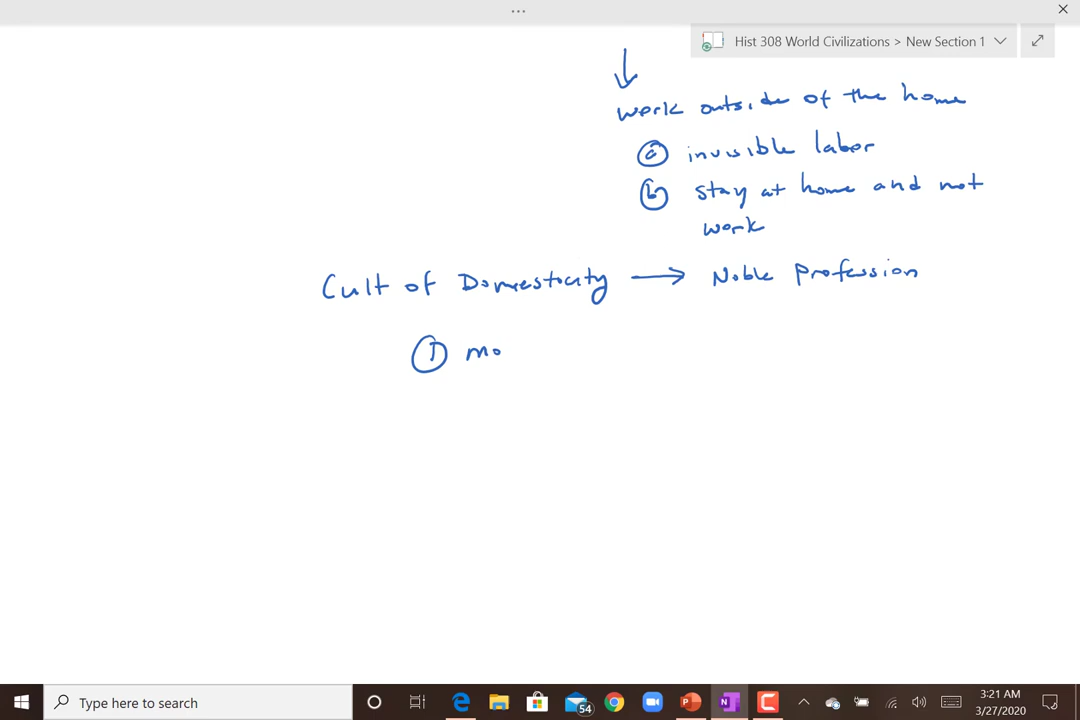 Hist 308 World Civilizations > New Section 1
work outside of the home
a invisible labor
b stay at home and not
work
Cult of Domesticity → Noble Profession
1 mo
Type here to search
54
3:21 AM
3/27/2020